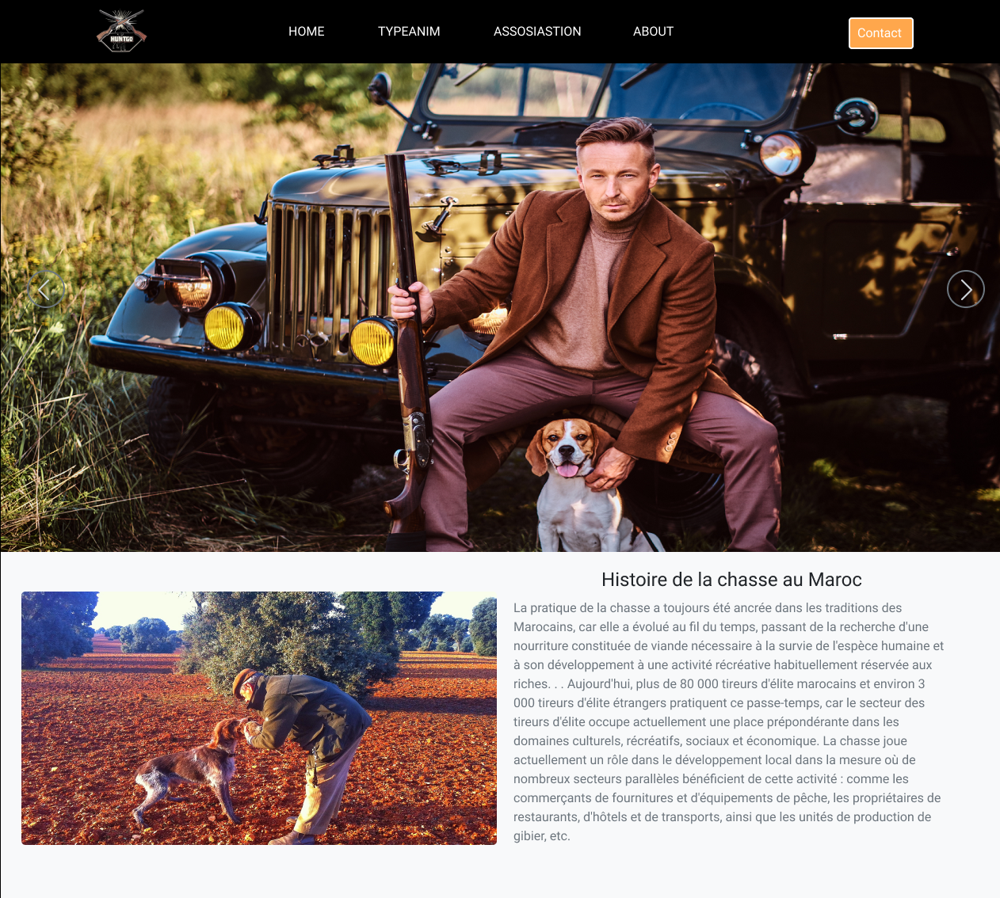 HUNTGO
HOME
TYPEANIM
ASSOSIASTION
ABOUT
Contact
Histoire de la chasse au Maroc
La pratique de la chasse a toujours été ancrée dans les traditions des
Marocains, car elle a évolué au fil du temps, passant de la recherche d'une
nourriture constituée de viande nécessaire à la survie de l'espèce humaine et
à son développement à une activité récréative habituellement réservée aux
riches. . . Aujourd'hui, plus de 80 000 tireurs d'élite marocains et environ 3
000 tireurs d'élite étrangers pratiquent ce passe-temps, car le secteur des
tireurs d'élite occupe actuellement une place prépondérante dans les
domaines culturels, récréatifs, sociaux et économique. La chasse joue
actuellement un rôle dans le développement local dans la mesure où de
nombreux secteurs parallèles bénéficient de cette activité : comme les
commerçants de fournitures et d'équipements de pêche, les propriétaires de
restaurants, d'hôtels et de transports, ainsi que les unités de production de
gibier, etc.